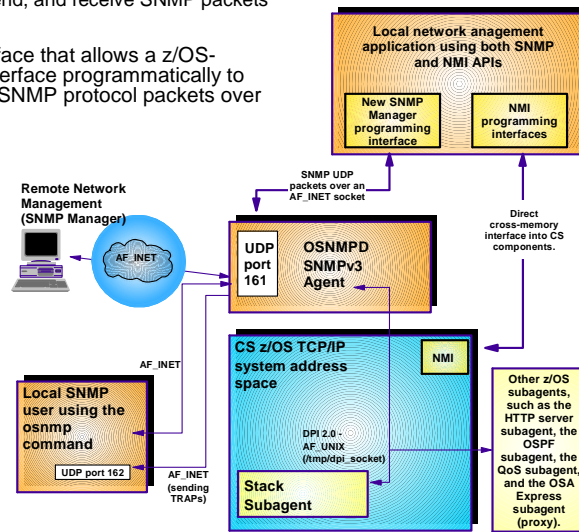 end, and receive SNMP packets
face that allows a z/OS-
terface programmatically to
SNMP protocol packets over
Local network anagement
application using both SNMP
and NMI APIs
New SNMP
Manager
programming
interface
NMI
programming
interfaces
SNMP UDP
packets over an
AF_INET socket
Direct
cross-memory
interface into CS
components.
Remote Network
Management
(SNMP Manager)
AF_INET
UDP
port
161
OSNMPD
SNMPv3
Agent
AF_INET
CS z/OS TCP/IP
system address
space
NMI
Local SNMP
user using the
osnmp
command
UDP port 162
AF_INET
(sending
TRAPs)
DPI 2.0 -
AF_UNIX
(/tmp/dpi_socket)
Stack
Subagent
Other z/OS
subagents,
such as the
HTTP server
subagent, the
OSPF
subagent, the
QoS subagent,
and the OSA
Express
subagent
(proxy).